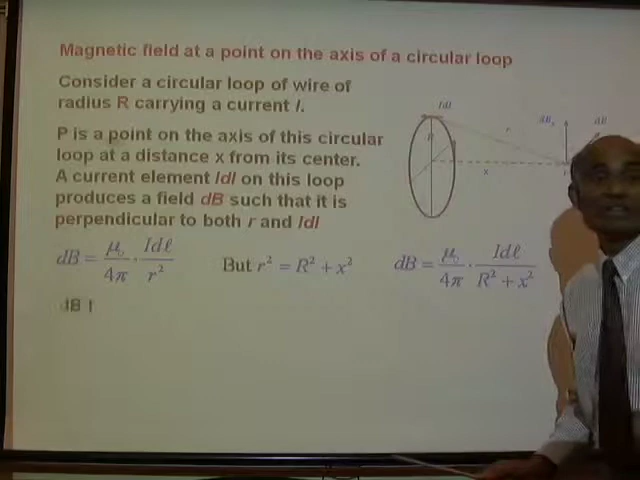 Magnetic field at a point on the axis of a circular loop
Consider a circular loop of wire of
radius R carrying a current I.
P is a point on the axis of this circular
loop at a distance x from its center.
A current element Idl on this loop
produces a field dB such that it is
perpendicular to both r and Idl
dB = μ₀/4π · Idℓ/r²
But r² = R² + x²
dB = μ₀/4π · Idℓ/(R² + x²)
Idl
R
r
x
dB